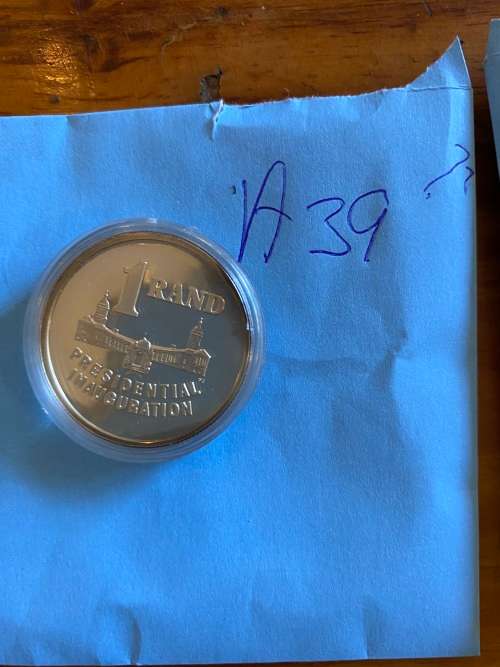 A39
??
1 RAND
PRESIDENTIAL
INAUGURATION